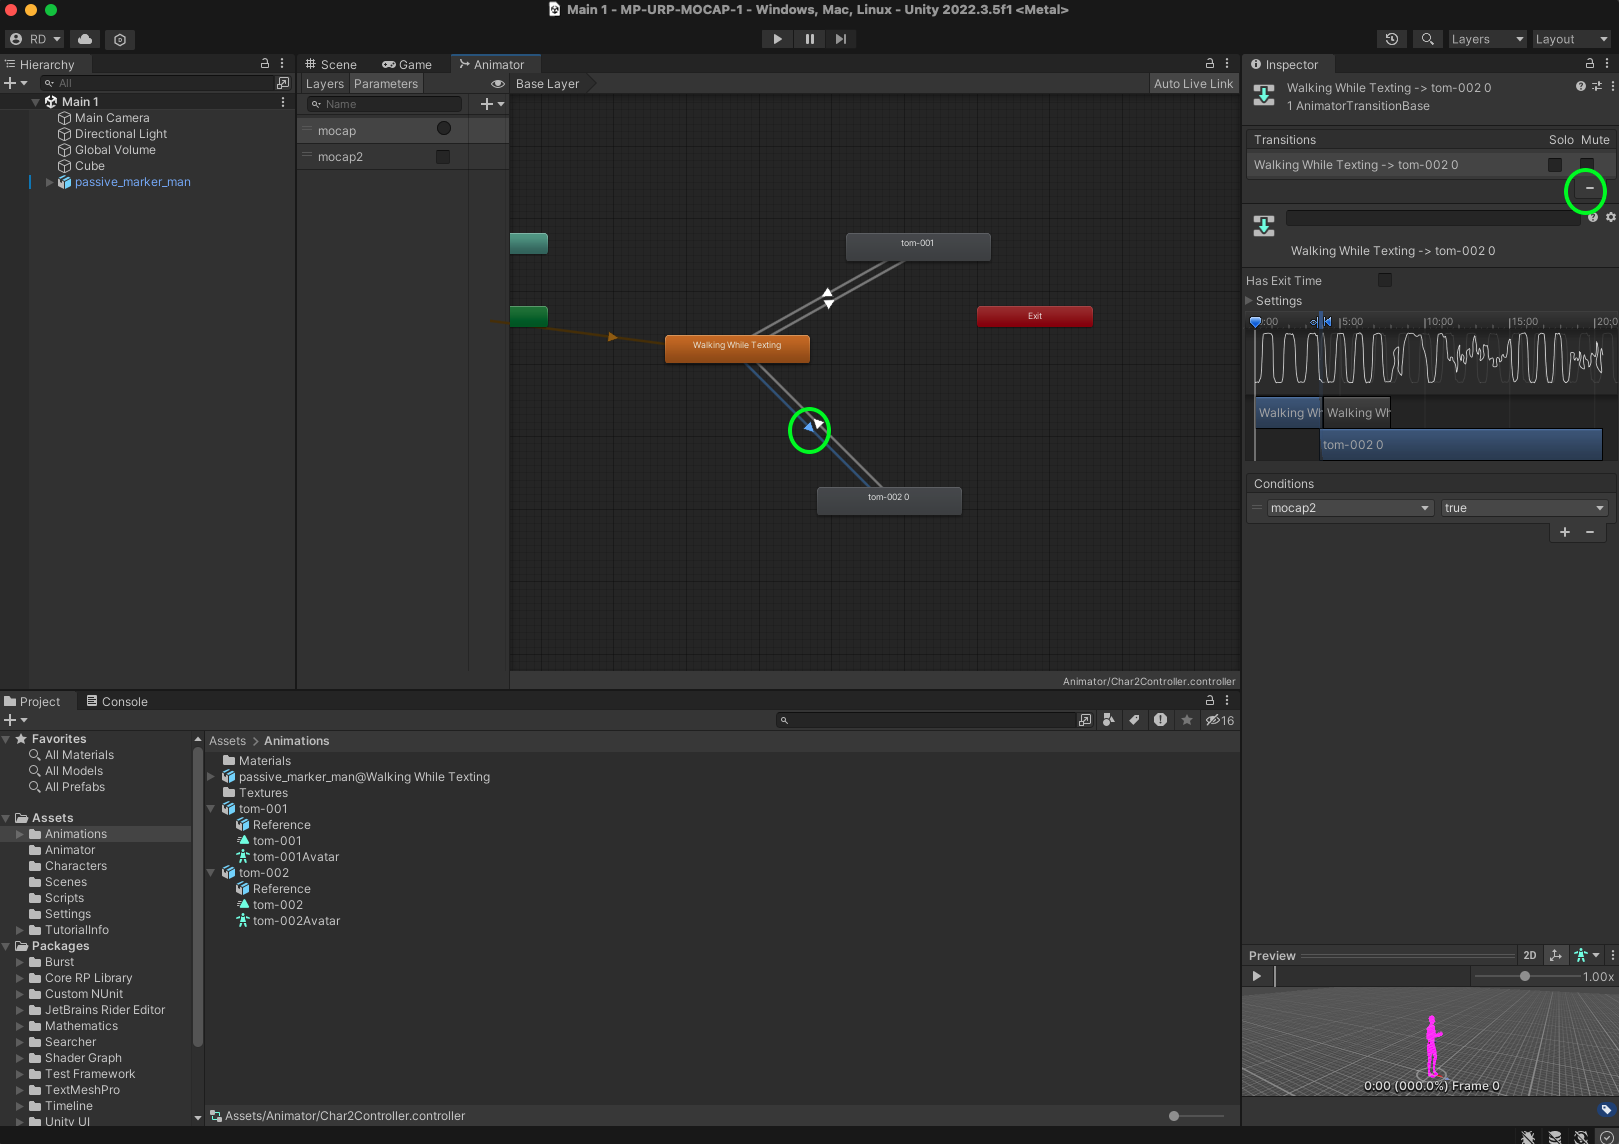 Main 1 - MP-URP-MOCAP-1 - Windows, Mac, Linux - Unity 2022.3.5f1 <Metal>
RD
Layers
Layout
Hierarchy
All
Main 1
Main Camera
Directional Light
Global Volume
Cube
passive_marker_man
Scene
Game
Animator
Layers
Parameters
Base Layer
Auto Live Link
Name
mocap
mocap2
tom-001
Exit
Walking While Texting
tom-002 0
Animator/Char2Controller.controller
Inspector
Walking While Texting -> tom-002 0
1 AnimatorTransitionBase
Transitions
Solo
Mute
Walking While Texting -> tom-002 0
Walking While Texting -> tom-002 0
Has Exit Time
Settings
:00
5:00
10:00
15:00
20:0
Walking Wh
Walking Wh
tom-002 0
Conditions
mocap2
true
Preview
2D
1.00x
0:00 (000.0%) Frame 0
Project
Console
16
Favorites
All Materials
All Models
All Prefabs
Assets
Animations
Animator
Characters
Scenes
Scripts
Settings
TutorialInfo
Packages
Burst
Core RP Library
Custom NUnit
JetBrains Rider Editor
Mathematics
Searcher
Shader Graph
Test Framework
TextMeshPro
Timeline
Unity UI
Assets > Animations
Materials
passive_marker_man@Walking While Texting
Textures
tom-001
Reference
tom-001
tom-001Avatar
tom-002
Reference
tom-002
tom-002Avatar
Assets/Animator/Char2Controller.controller